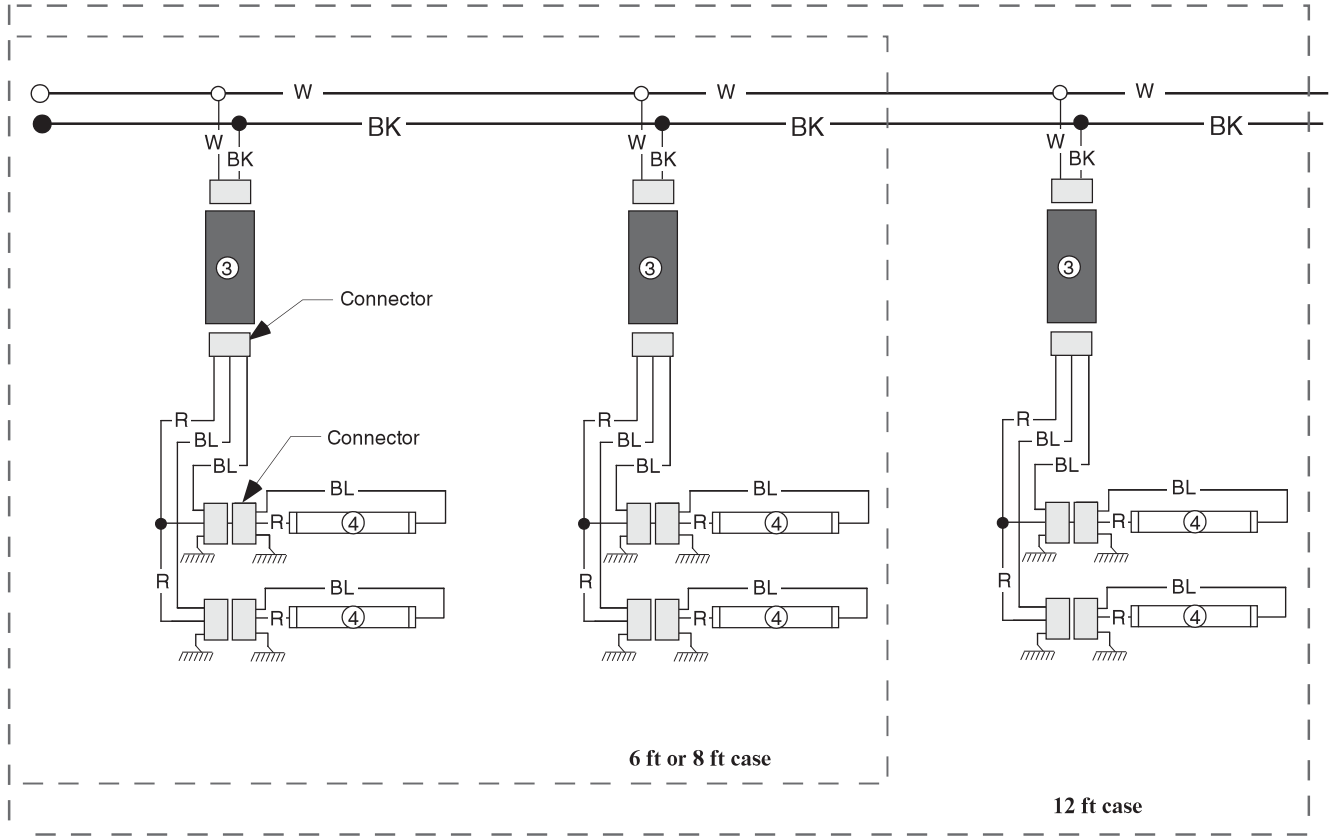 W W W
BK BK BK
W BK W BK W BK
3 3 3
Connector
R R R
BL Connector BL BL
BL BL BL
BL BL BL
R 4 R 4 R 4
R R R
BL BL BL
R 4 R 4 R 4
6 ft or 8 ft case
12 ft case